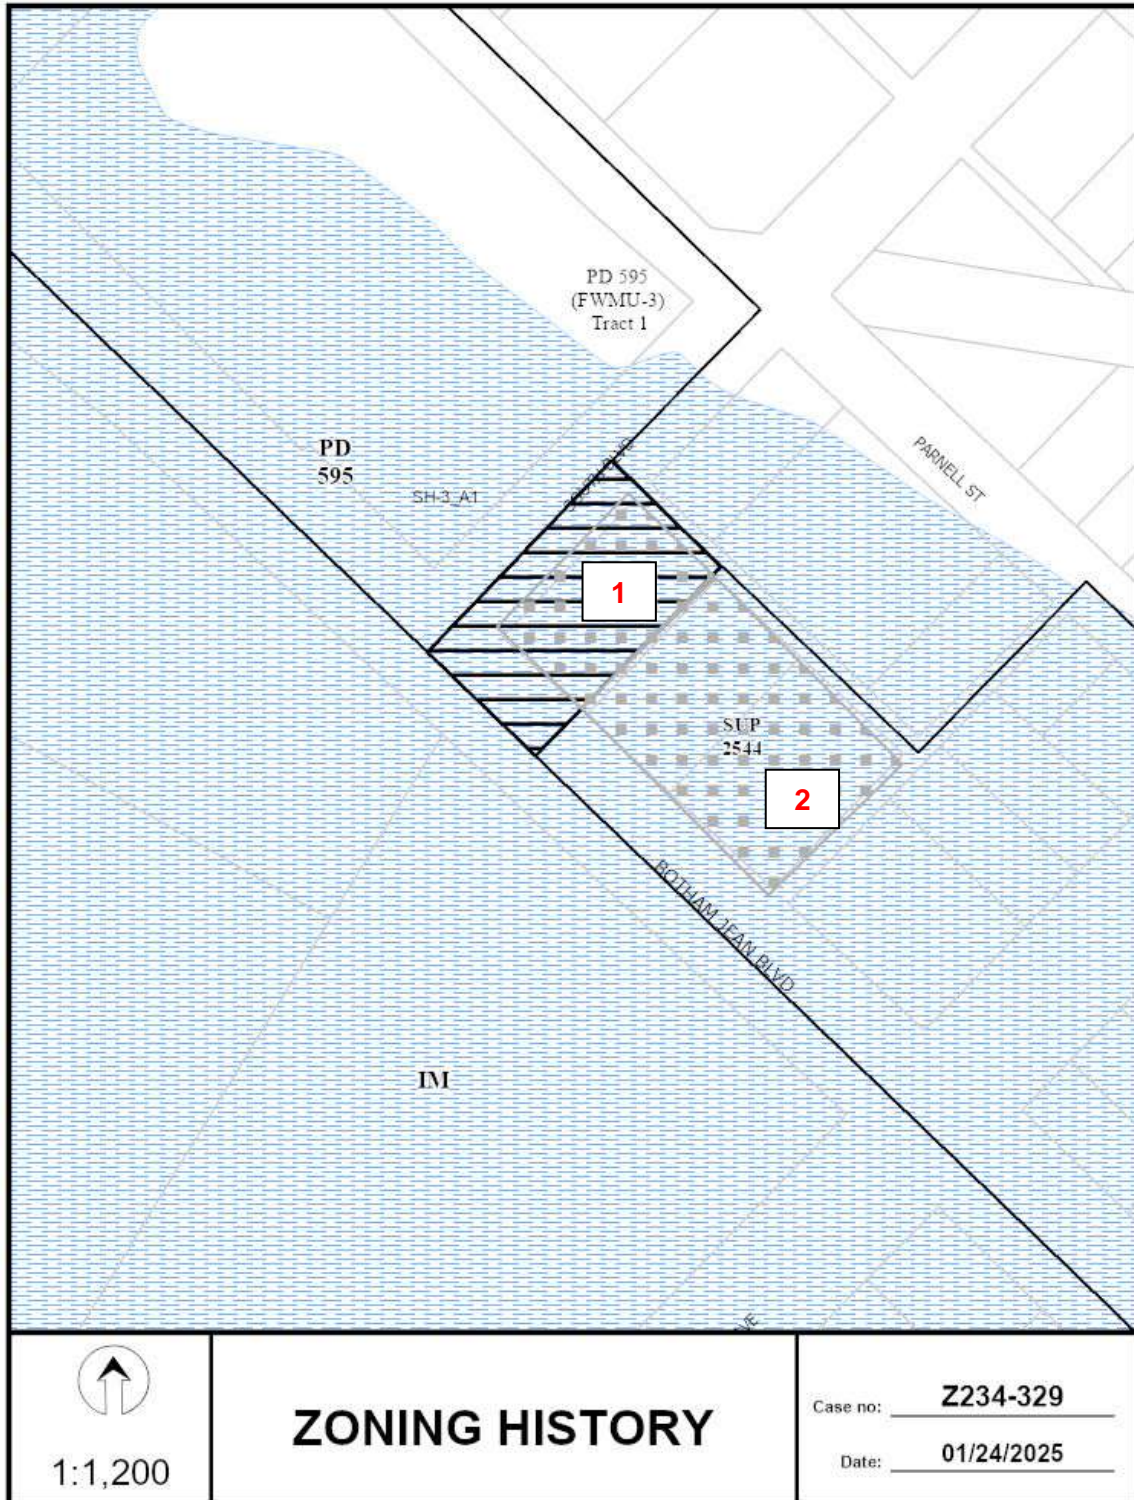 PD 595
(FWMU-3)
Tract 1
PARNELL ST
PD
595
SH-3_A1
1
SUP
2544
2
BOTHAM JEAN BLVD
IM
VE
1:1,200
ZONING HISTORY
Case no: Z234-329
Date: 01/24/2025